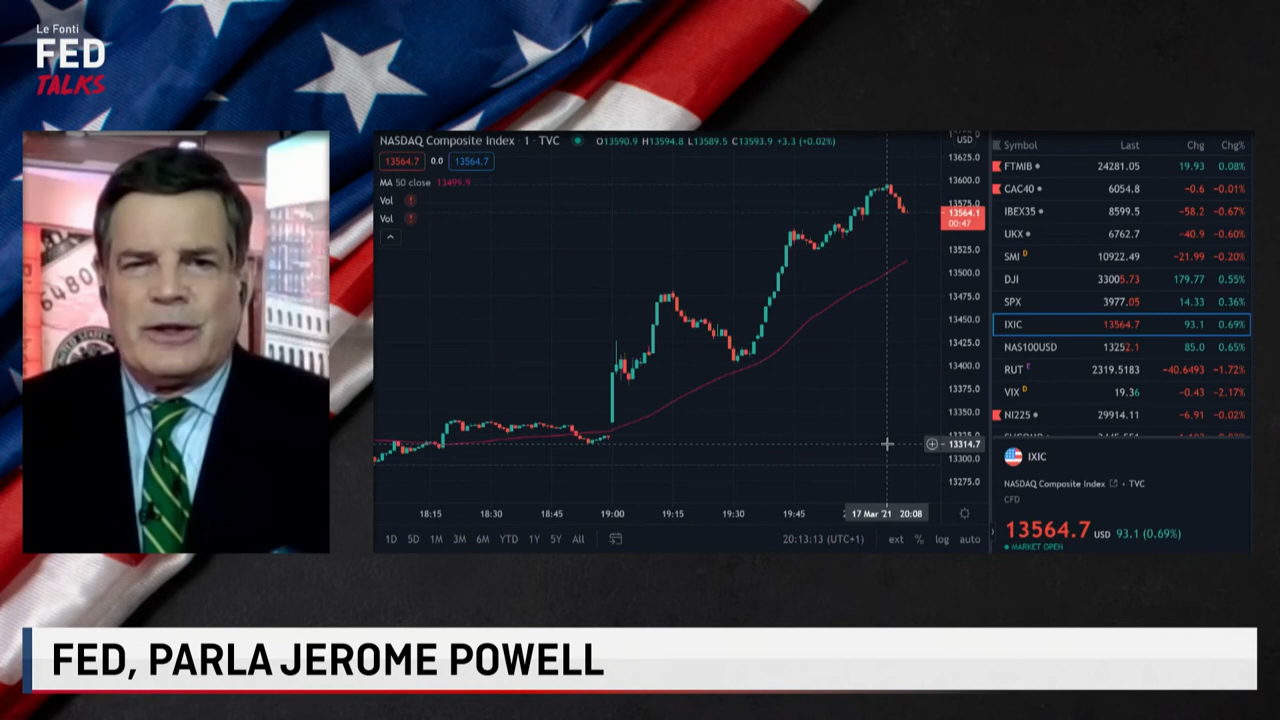 Le Fonti
FED
TALKS
6480
NASDAQ Composite Index · 1 · TVC O13590.9 H13594.8 L13589.5 C13593.9 +3.3 (+0.02%)
13564.7 0.0 13564.7
MA 50 close 13499.9
Vol
Vol
USD
13625.0
13600.0
13575.0
13564.1
00:47
13525.0
13500.0
13475.0
13450.0
13425.0
13400.0
13375.0
13350.0
13325.0
13314.7
13300.0
13275.0
18:15 18:30 18:45 19:00 19:15 19:30 19:45 17 Mar '21 20:08
1D 5D 1M 3M 6M YTD 1Y 5Y All 20:13:13 (UTC+1) ext % log auto
Symbol Last Chg Chg%
FTMIB 24281.05 19.93 0.08%
CAC40 6054.8 −0.6 −0.01%
IBEX35 8599.5 −58.2 −0.67%
UKX 6762.7 −40.9 −0.60%
SMI D 10922.49 −21.99 −0.20%
DJI 33005.73 179.77 0.55%
SPX 3977.05 14.33 0.36%
IXIC 13564.7 93.1 0.69%
NAS100USD 13252.1 85.0 0.65%
RUT E 2319.5183 −40.6493 −1.72%
VIX D 19.36 −0.43 −2.17%
NI225 29914.11 −6.91 −0.02%
IXIC
NASDAQ Composite Index • TVC
CFD
13564.7 USD 93.1 (0.69%)
MARKET OPEN
FED, PARLA JEROME POWELL